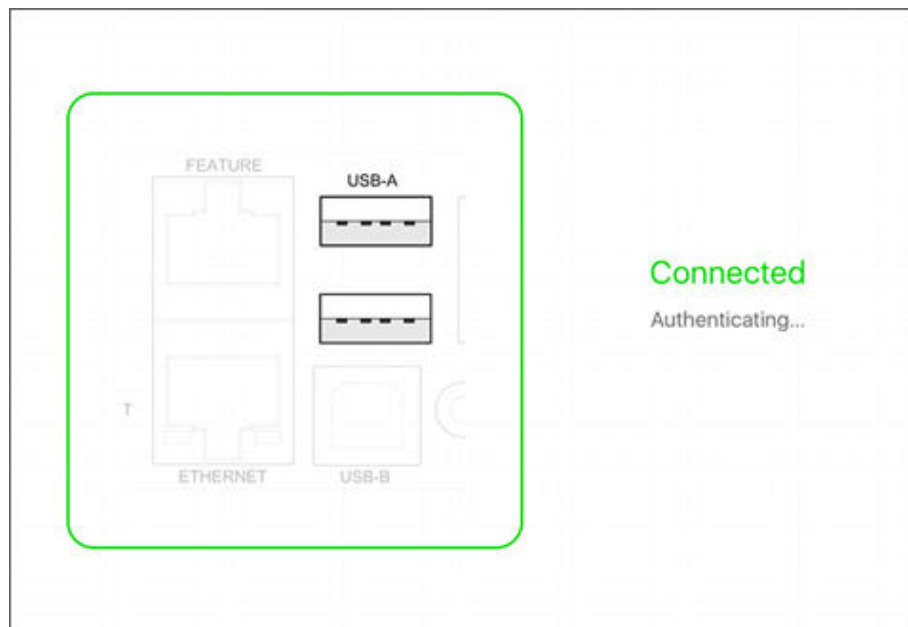 FEATURE
USB-A
Connected
Authenticating...
T
ETHERNET
USB-B